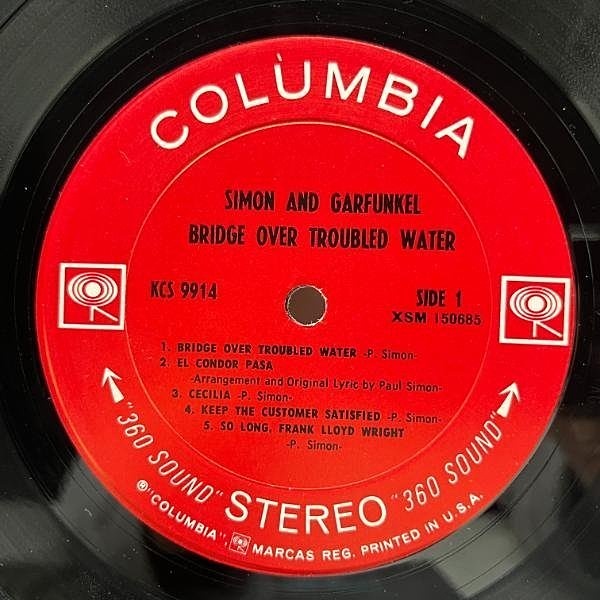 COLUMBIA
SIMON AND GARFUNKEL
BRIDGE OVER TROUBLED WATER
KCS 9914
SIDE 1
XSM 150685
1. BRIDGE OVER TROUBLED WATER -P. Simon-
2. EL CONDOR PASA
-Arrangement and Original Lyric by Paul Simon-
3. CECILIA -P. Simon-
4. KEEP THE CUSTOMER SATISFIED -P. Simon-
5. SO LONG, FRANK LLOYD WRIGHT
-P. Simon-
"360 SOUND" STEREO "360 SOUND"
℗"COLUMBIA", MARCAS REG. PRINTED IN U.S.A.